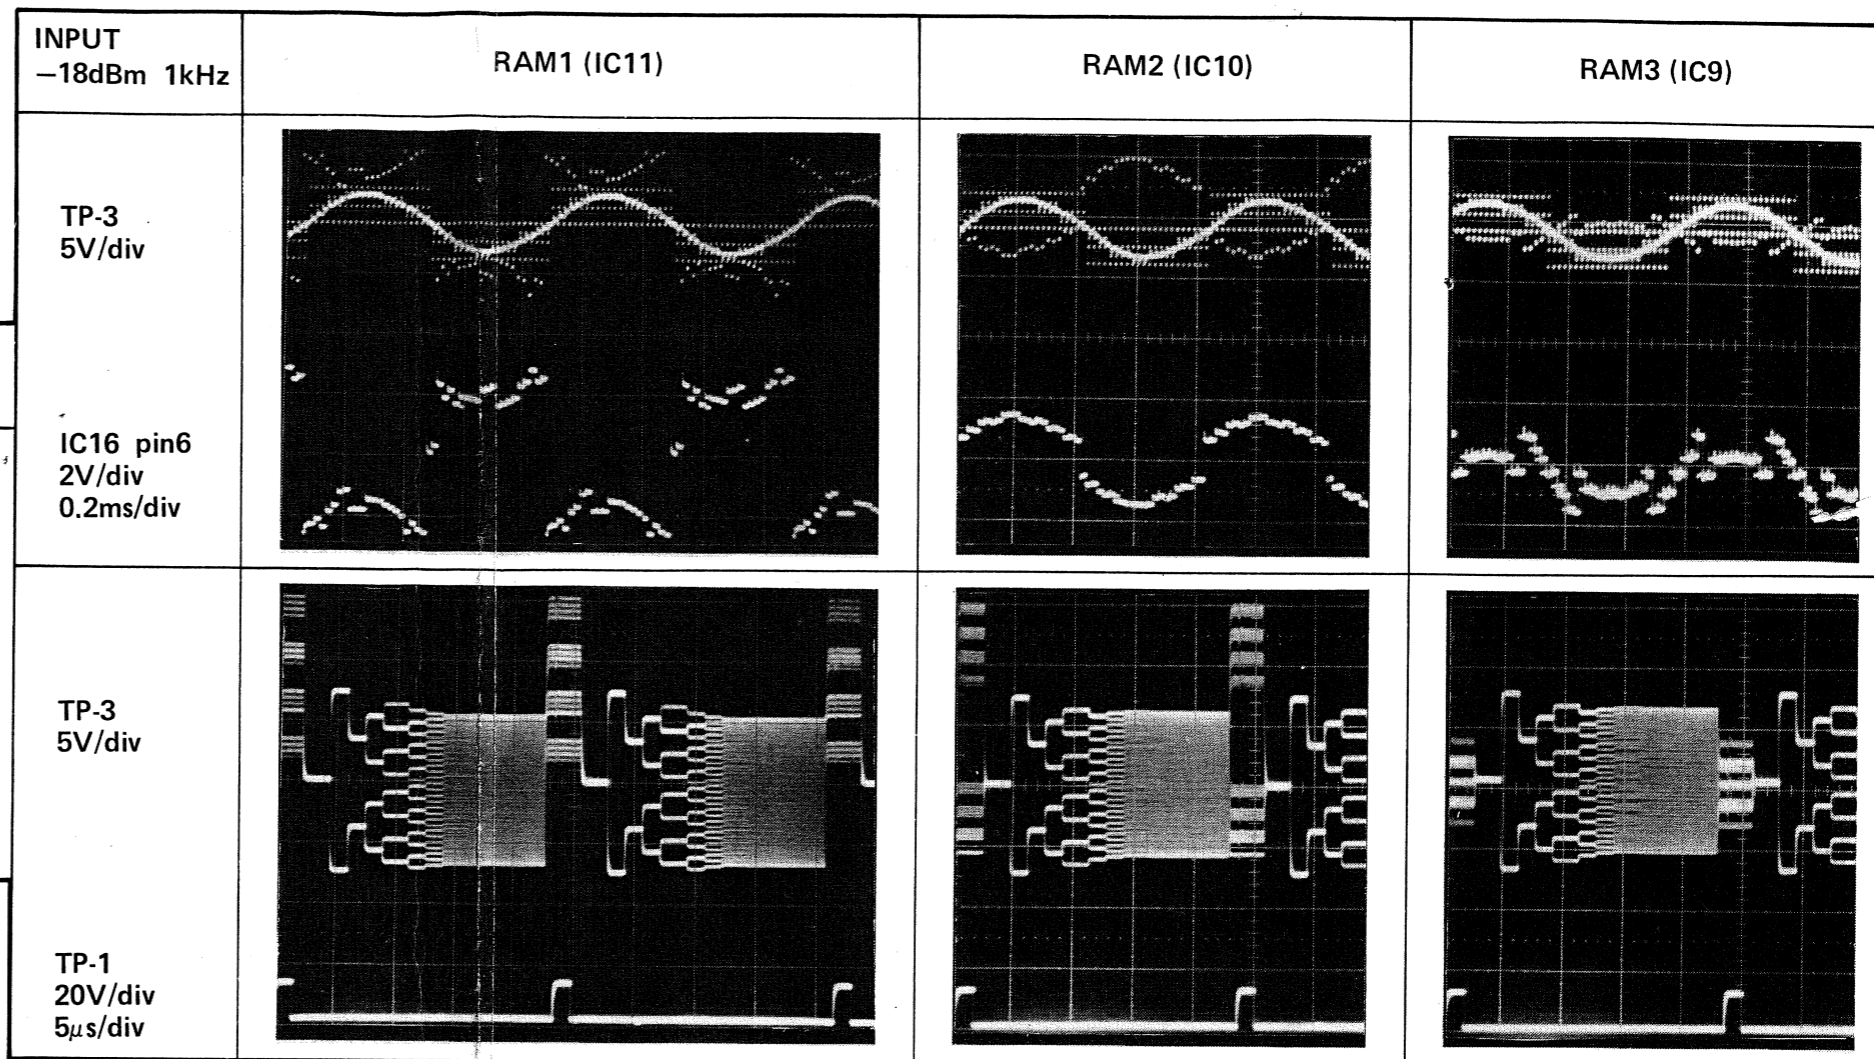 INPUT
–18dBm 1kHz
RAM1 (IC11)
RAM2 (IC10)
RAM3 (IC9)
TP-3
5V/div
IC16 pin6
2V/div
0.2ms/div
TP-3
5V/div
TP-1
20V/div
5μs/div